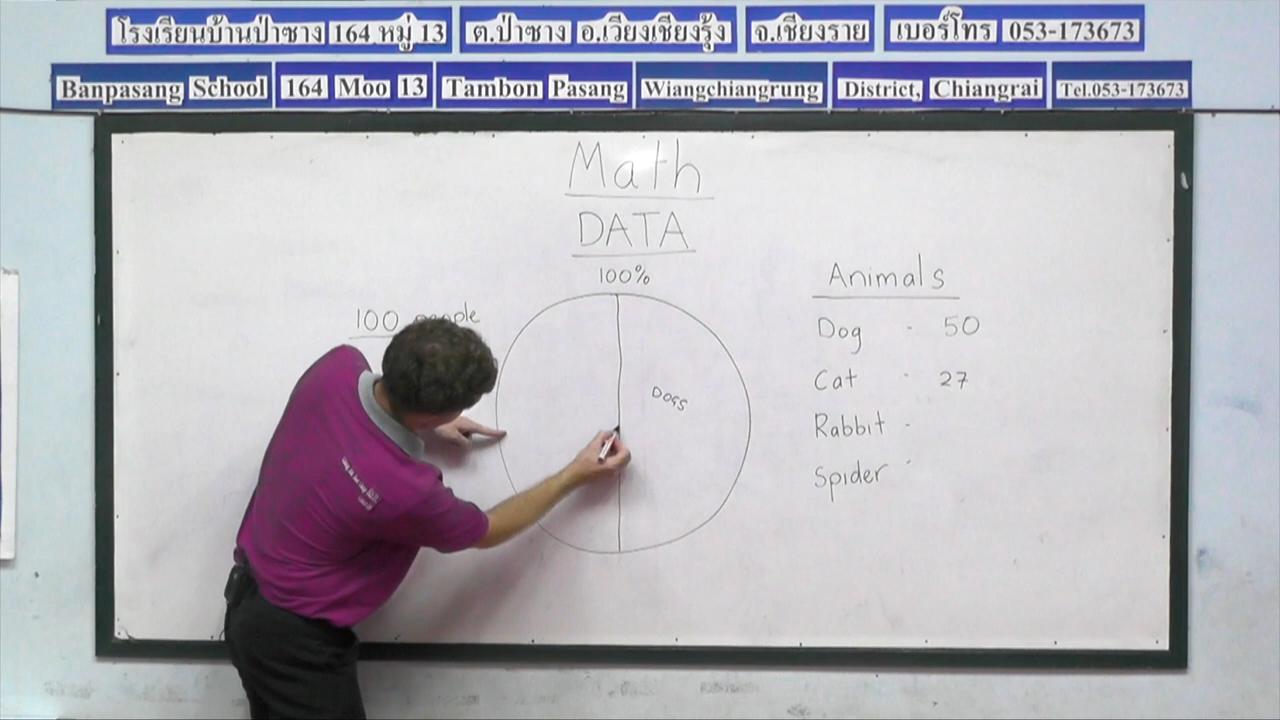 โรงเรียนบ้านป่าซาง 164 หมู่ 13 ต.ป่าซาง อ.เวียงเชียงรุ้ง จ.เชียงราย เบอร์โทร 053-173673
Banpasang School 164 Moo 13 Tambon Pasang Wiangchiangrung District, Chiangrai Tel.053-173673
Math
DATA
100%
100 people
DOGS
Animals
Dog - 50
Cat - 27
Rabbit -
Spider -